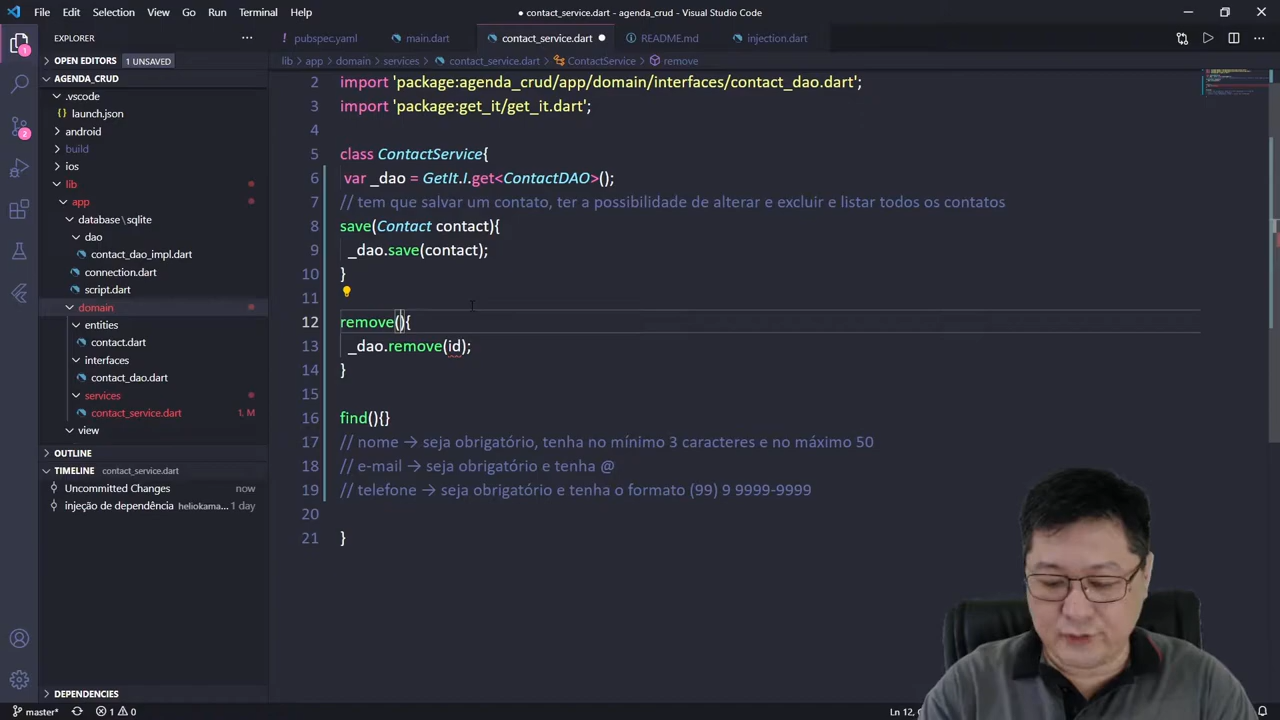 File Edit Selection View Go Run Terminal Help
● contact_service.dart - agenda_crud - Visual Studio Code
EXPLORER
pubspec.yaml
main.dart
contact_service.dart
README.md
injection.dart
OPEN EDITORS 1 UNSAVED
lib > app > domain > services > contact_service.dart > ContactService > remove
AGENDA_CRUD
.vscode
launch.json
android
build
ios
lib
app
database\sqlite
dao
contact_dao_impl.dart
connection.dart
script.dart
domain
entities
contact.dart
interfaces
contact_dao.dart
services
contact_service.dart 1, M
view
OUTLINE
TIMELINE contact_service.dart
Uncommitted Changes now
injeção de dependência heliokama... 1 day
DEPENDENCIES
2 import 'package:agenda_crud/app/domain/interfaces/contact_dao.dart';
3 import 'package:get_it/get_it.dart';
4
5 class ContactService{
6 var _dao = GetIt.I.get<ContactDAO>();
7 // tem que salvar um contato, ter a possibilidade de alterar e excluir e listar todos os contatos
8 save(Contact contact){
9 _dao.save(contact);
10 }
11
12 remove(){
13 _dao.remove(id);
14 }
15
16 find(){}
17 // nome -> seja obrigatório, tenha no mínimo 3 caracteres e no máximo 50
18 // e-mail -> seja obrigatório e tenha @
19 // telefone -> seja obrigatório e tenha o formato (99) 9 9999-9999
20
21 }
1
2
master* 1 0
Ln 12,